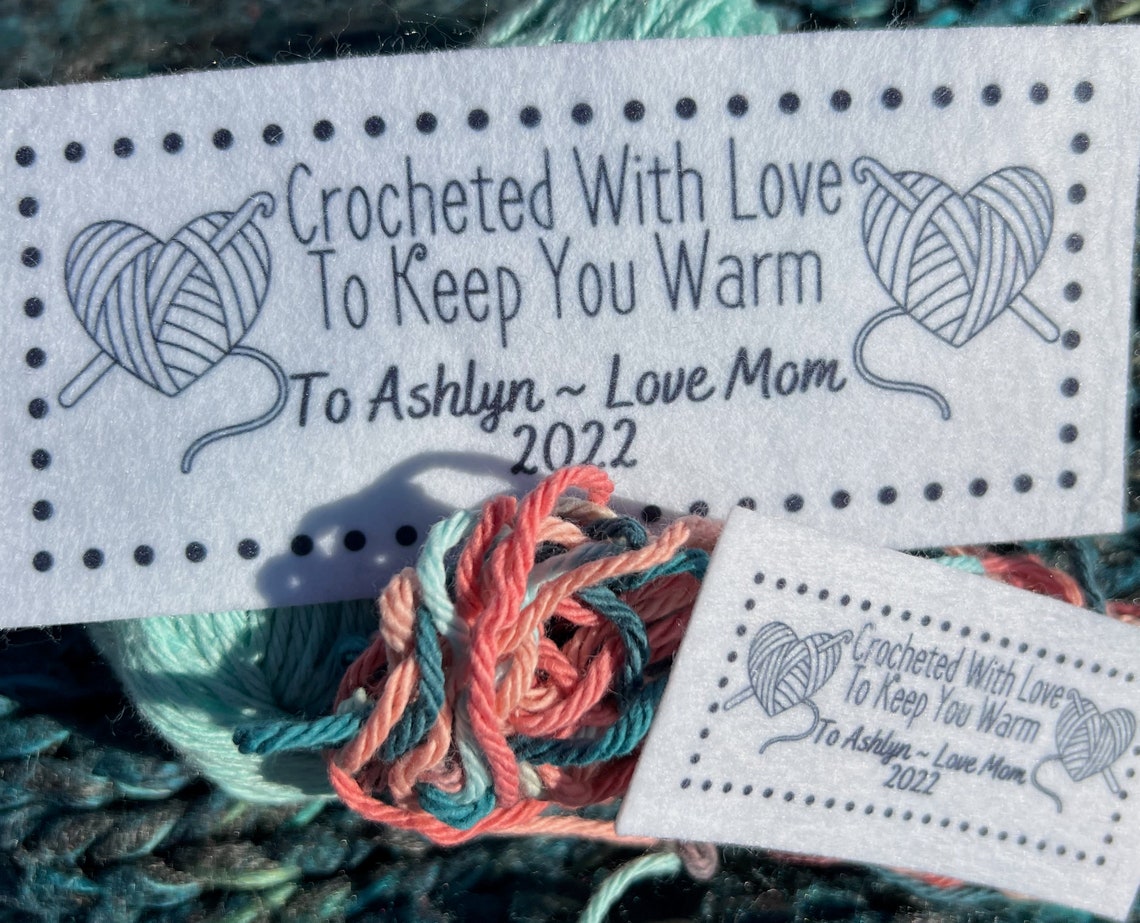 Crocheted With Love
To Keep You Warm
To Ashlyn ~ Love Mom
2022
Crocheted With Love
To Keep You Warm
To Ashlyn ~ Love Mom
2022